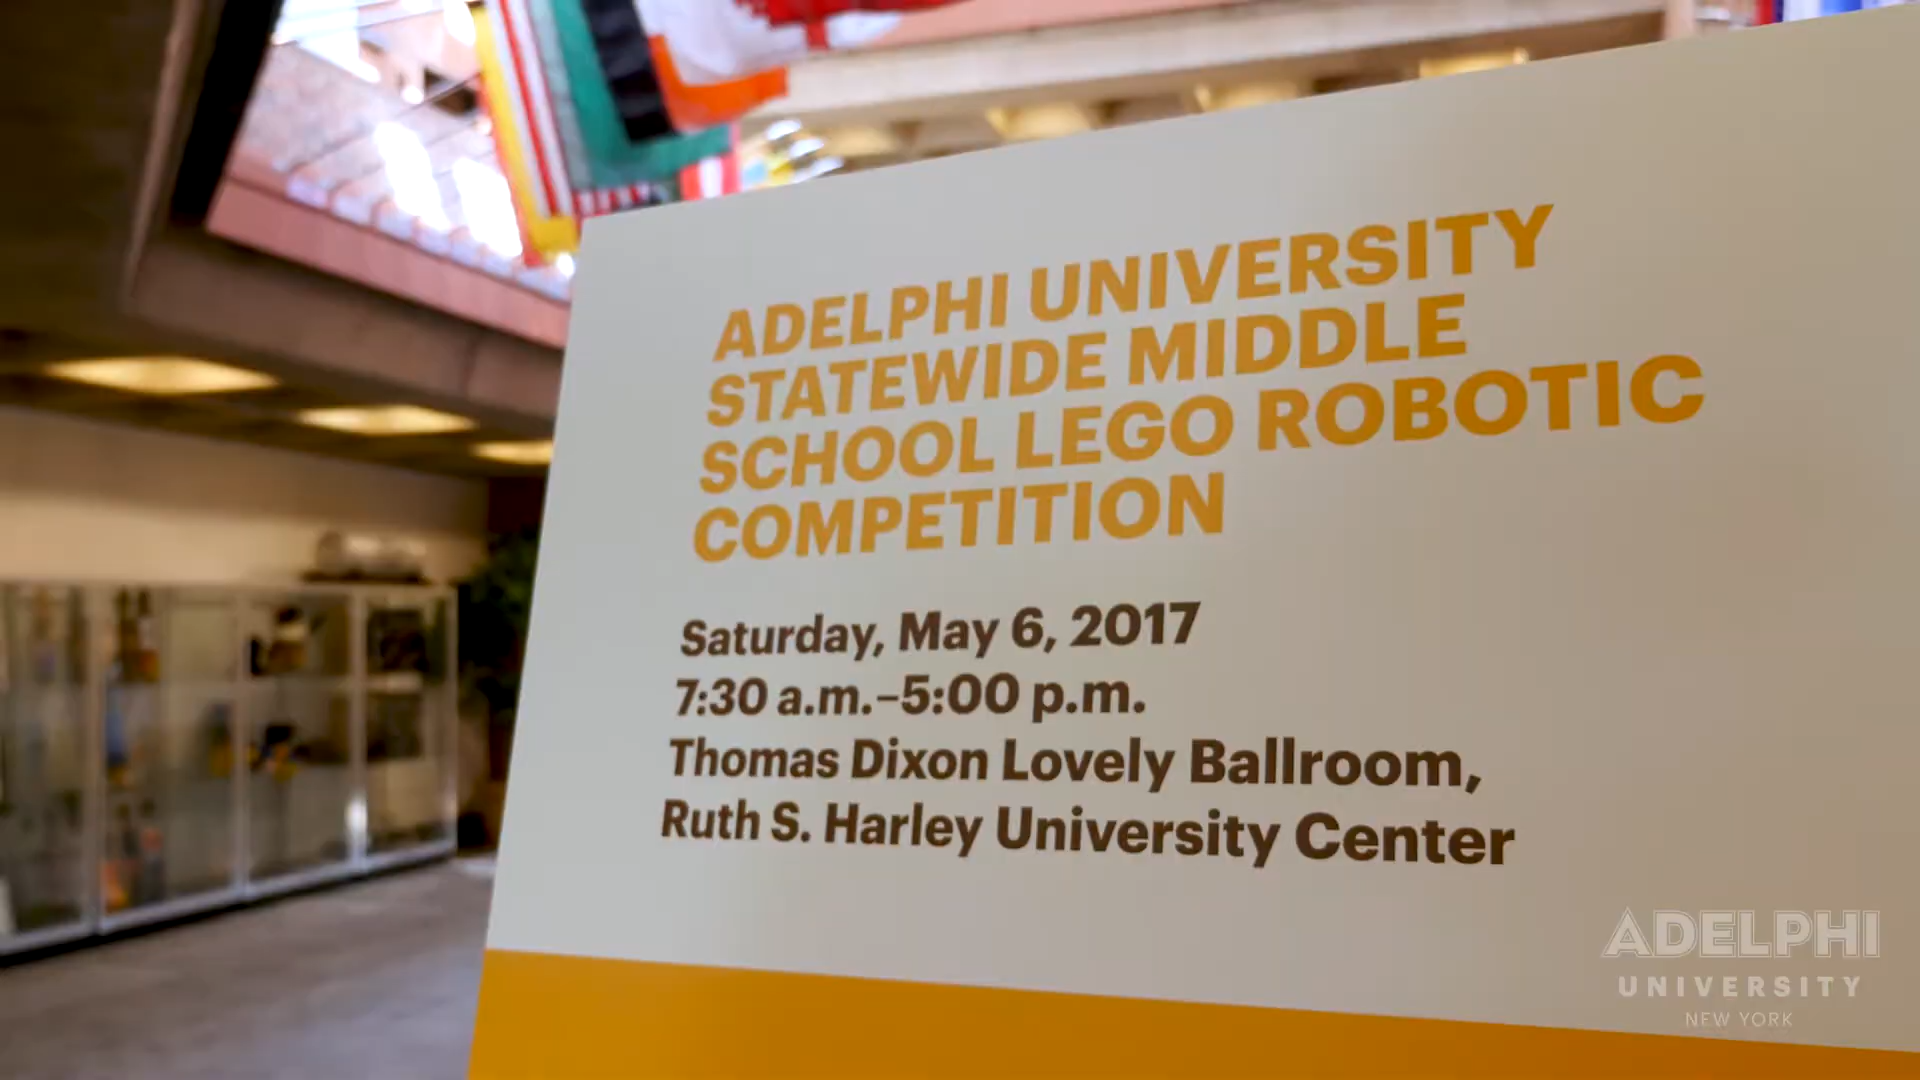 ADELPHI UNIVERSITY
STATEWIDE MIDDLE
SCHOOL LEGO ROBOTIC
COMPETITION
Saturday, May 6, 2017
7:30 a.m.–5:00 p.m.
Thomas Dixon Lovely Ballroom,
Ruth S. Harley University Center
ADELPHI
UNIVERSITY
NEW YORK